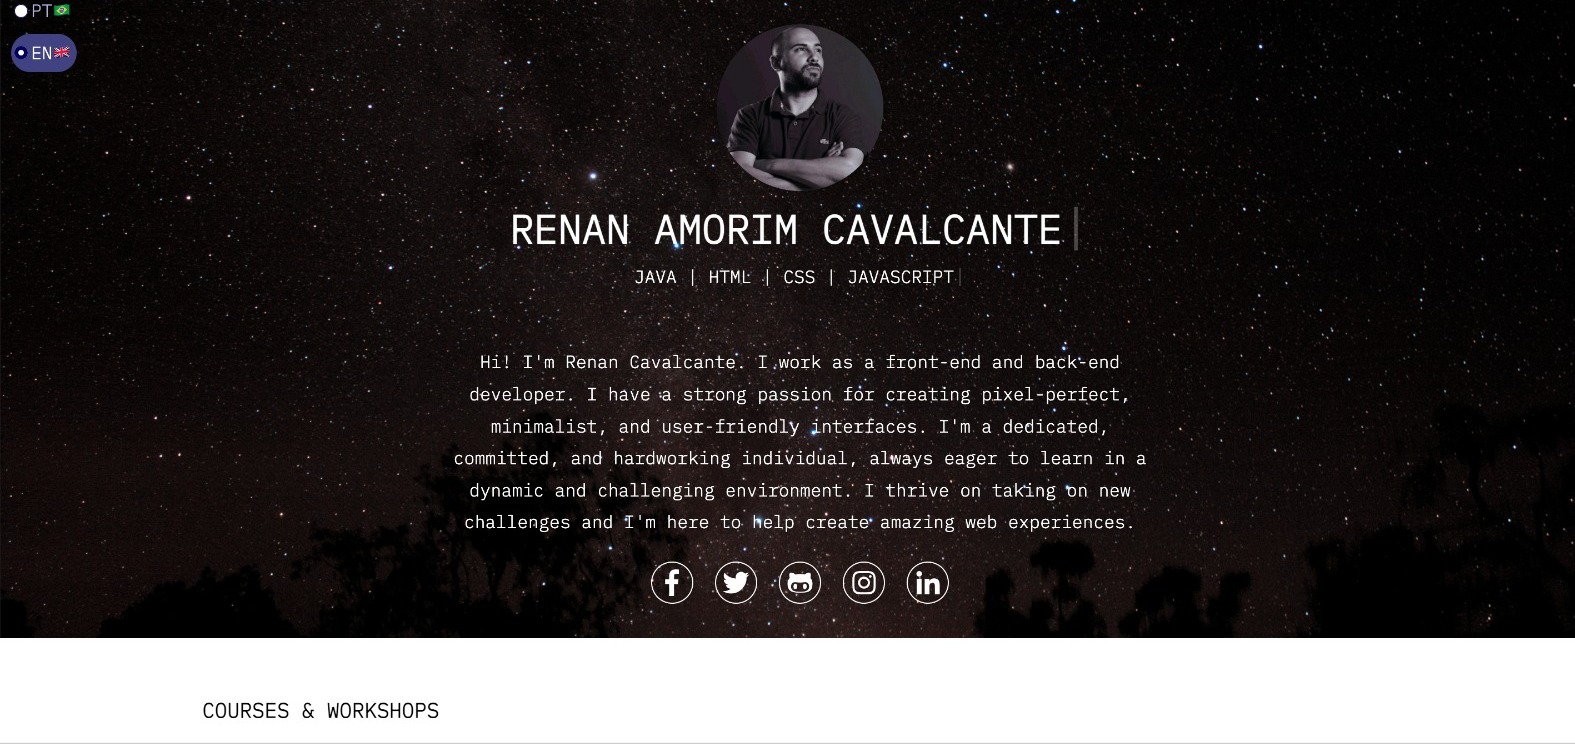 PT
EN
RENAN AMORIM CAVALCANTE
JAVA | HTML | CSS | JAVASCRIPT
Hi! I'm Renan Cavalcante. I work as a front-end and back-end
developer. I have a strong passion for creating pixel-perfect,
minimalist, and user-friendly interfaces. I'm a dedicated,
committed, and hardworking individual, always eager to learn in a
dynamic and challenging environment. I thrive on taking on new
challenges and I'm here to help create amazing web experiences.
COURSES & WORKSHOPS